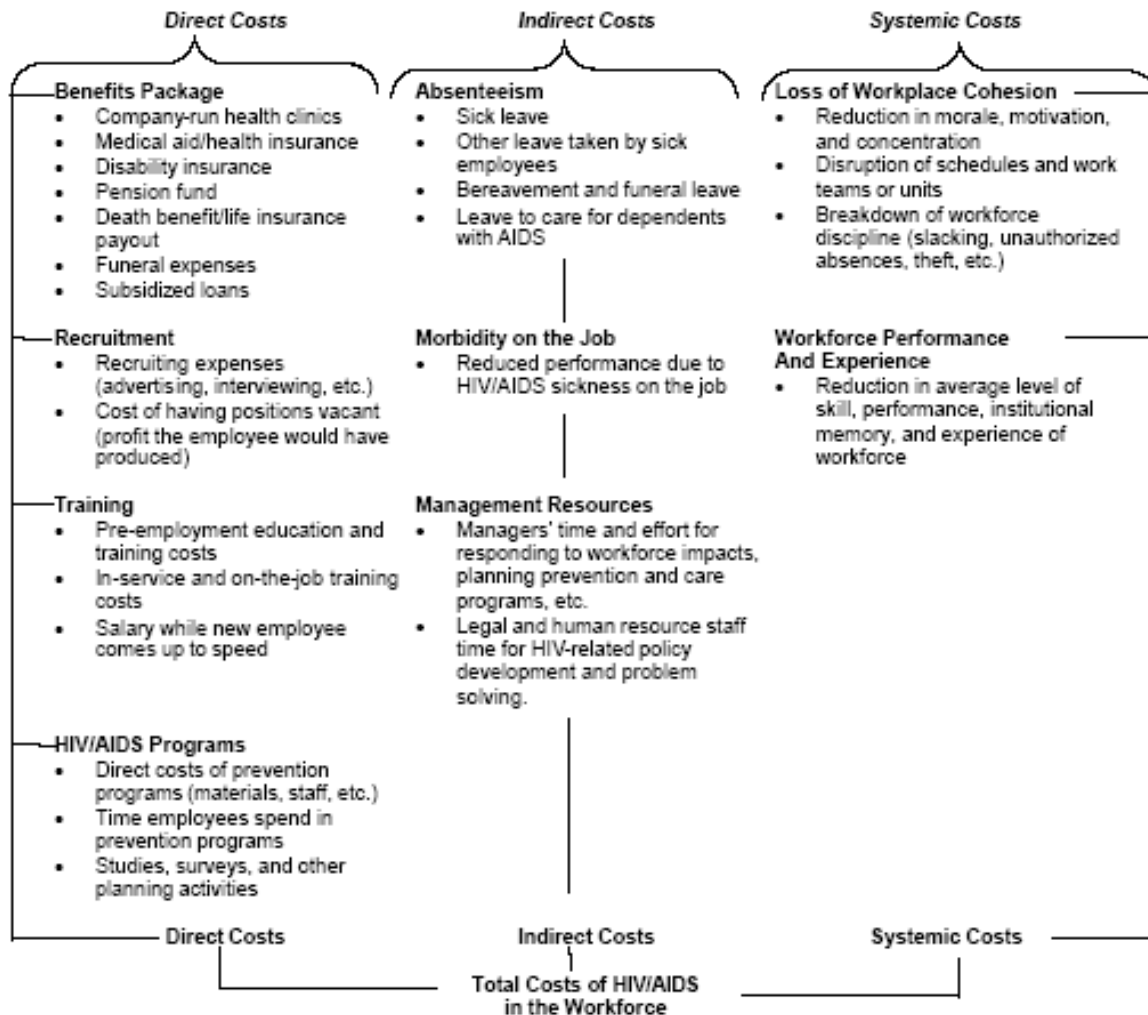 Direct Costs
Indirect Costs
Systemic Costs
Benefits Package
• Company-run health clinics
• Medical aid/health insurance
• Disability insurance
• Pension fund
• Death benefit/life insurance
payout
• Funeral expenses
• Subsidized loans
Recruitment
• Recruiting expenses
(advertising, interviewing, etc.)
• Cost of having positions vacant
(profit the employee would have
produced)
Training
• Pre-employment education and
training costs
• In-service and on-the-job training
costs
• Salary while new employee
comes up to speed
HIV/AIDS Programs
• Direct costs of prevention
programs (materials, staff, etc.)
• Time employees spend in
prevention programs
• Studies, surveys, and other
planning activities
Absenteeism
• Sick leave
• Other leave taken by sick
employees
• Bereavement and funeral leave
• Leave to care for dependents
with AIDS
Morbidity on the Job
• Reduced performance due to
HIV/AIDS sickness on the job
Management Resources
• Managers' time and effort for
responding to workforce impacts,
planning prevention and care
programs, etc.
• Legal and human resource staff
time for HIV-related policy
development and problem
solving.
Loss of Workplace Cohesion
• Reduction in morale, motivation,
and concentration
• Disruption of schedules and work
teams or units
• Breakdown of workforce
discipline (slacking, unauthorized
absences, theft, etc.)
Workforce Performance
And Experience
• Reduction in average level of
skill, performance, institutional
memory, and experience of
workforce
Direct Costs
Indirect Costs
Systemic Costs
Total Costs of HIV/AIDS
in the Workforce